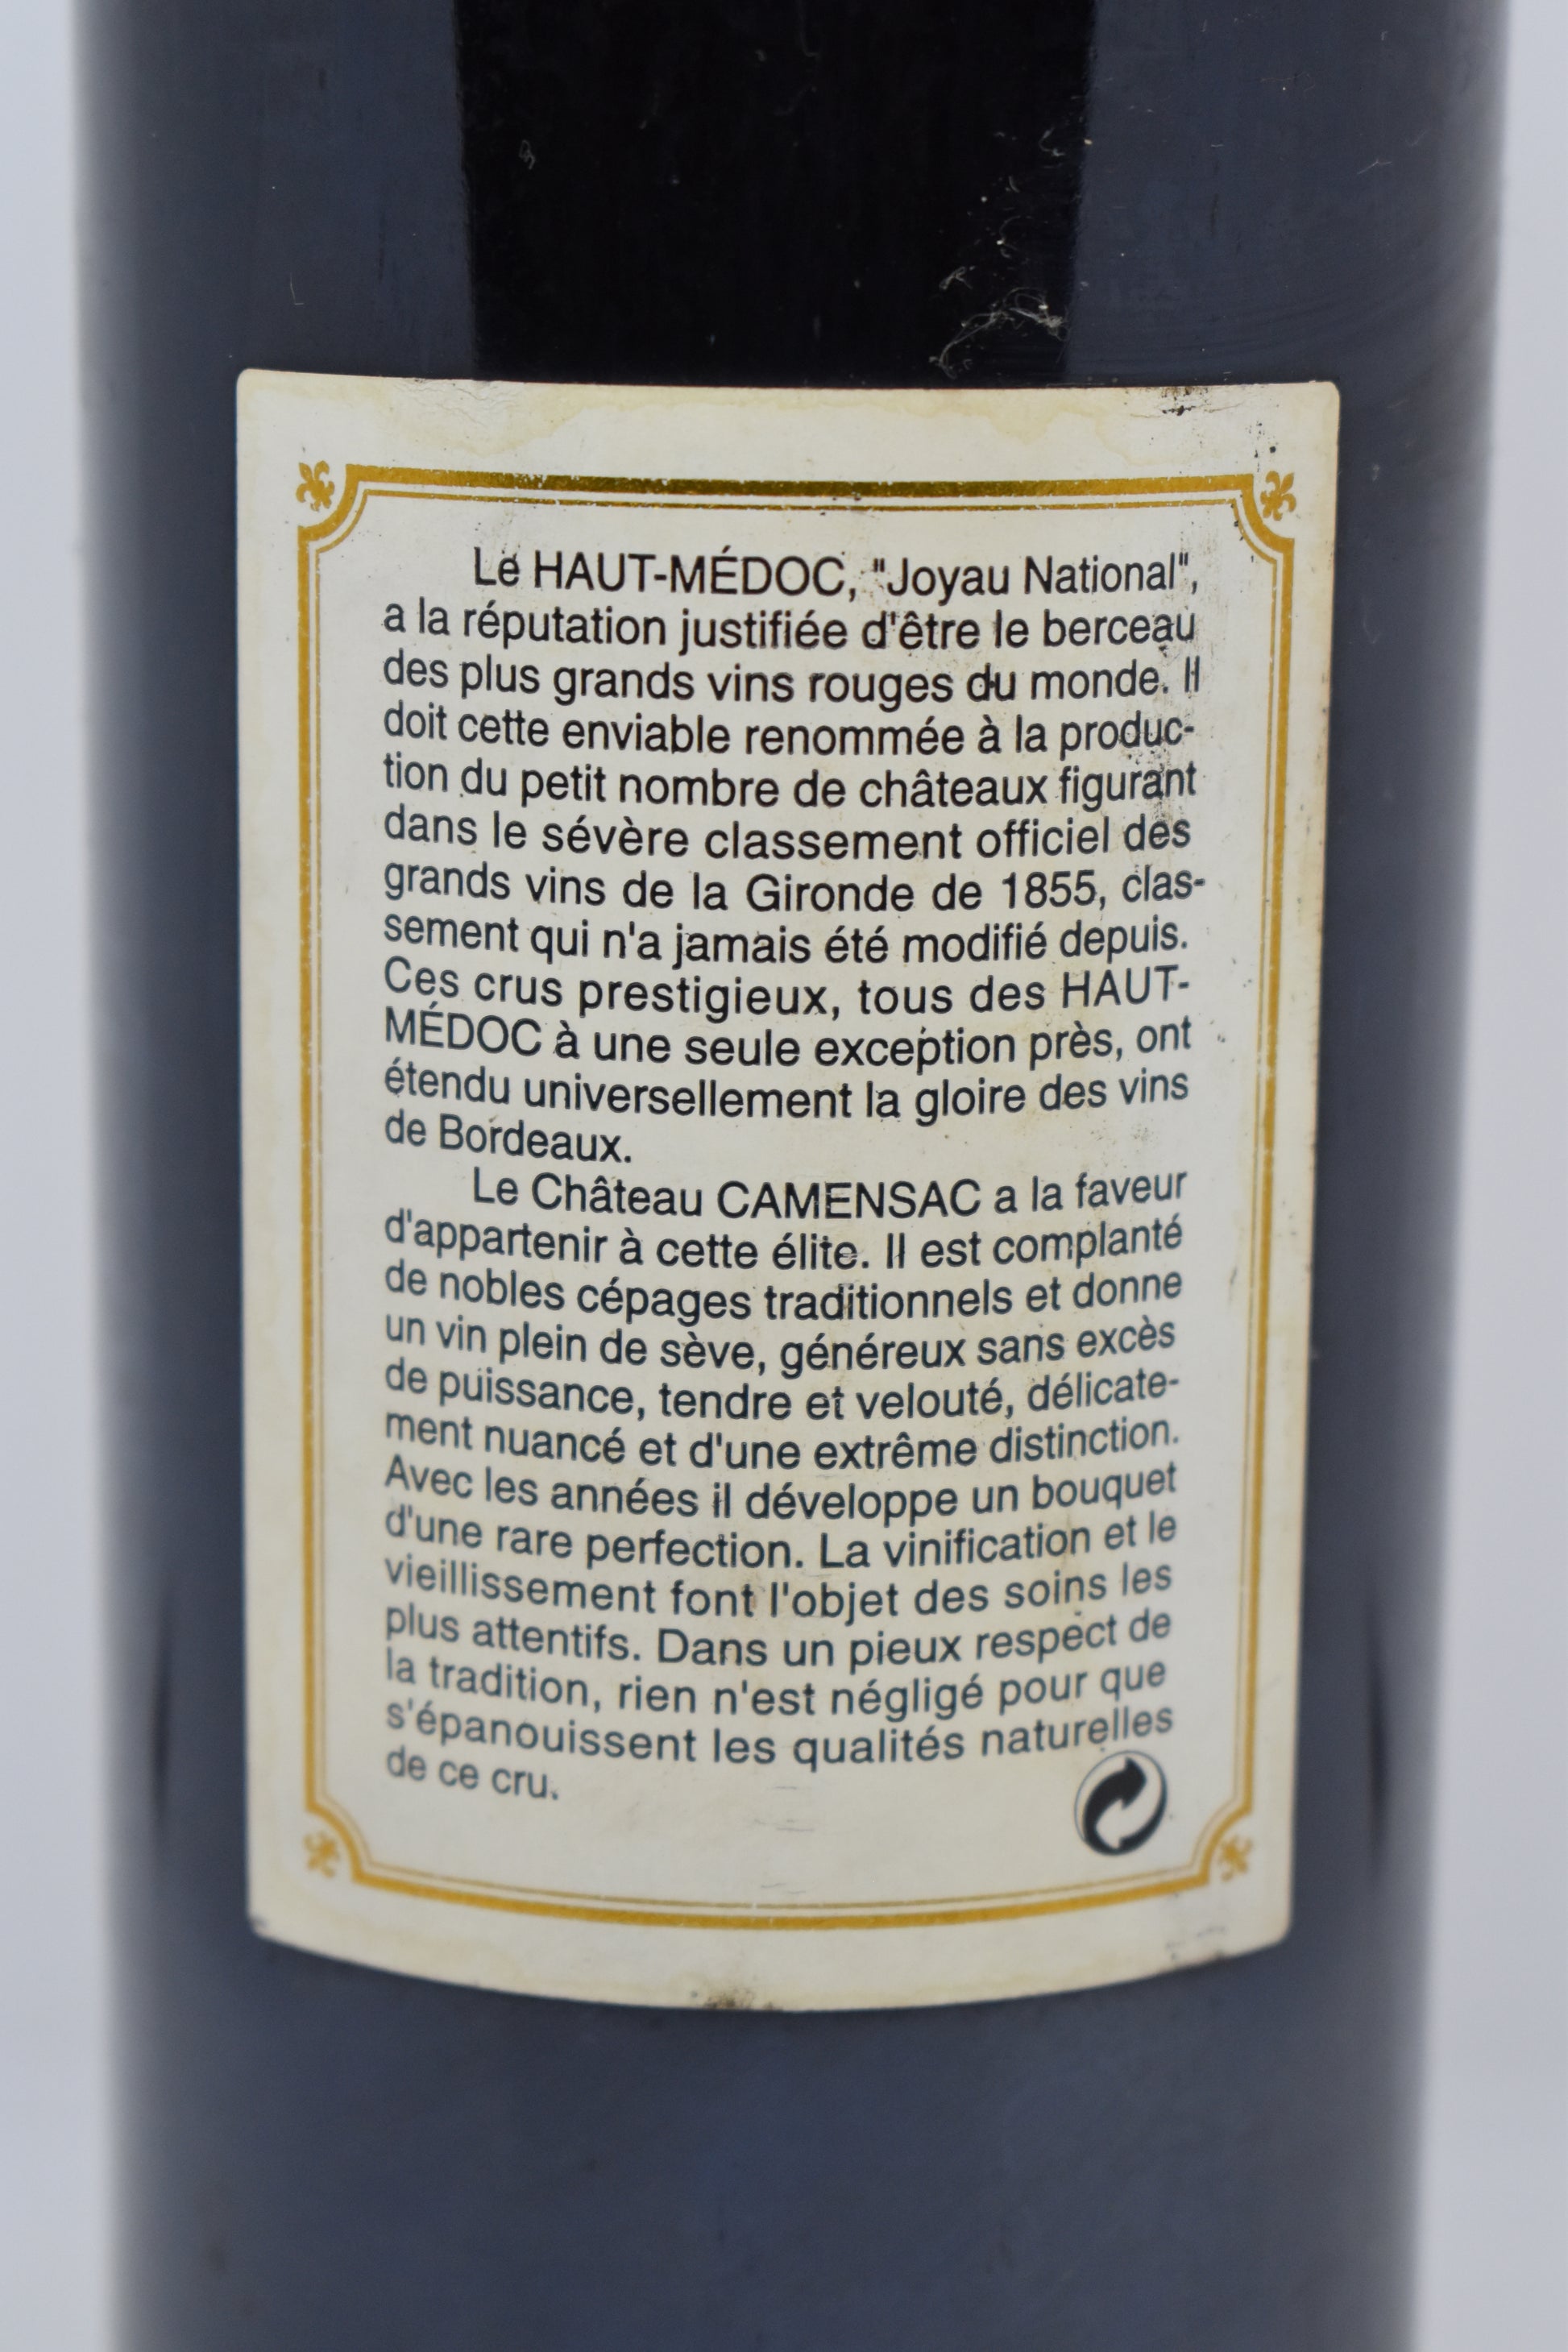 Le HAUT-MÉDOC, "Joyau National",
a la réputation justifiée d'être le berceau
des plus grands vins rouges du monde. Il
doit cette enviable renommée à la produc-
tion du petit nombre de châteaux figurant
dans le sévère classement officiel des
grands vins de la Gironde de 1855, clas-
sement qui n'a jamais été modifié depuis.
Ces crus prestigieux, tous des HAUT-
MÉDOC à une seule exception près, ont
étendu universellement la gloire des vins
de Bordeaux.
Le Château CAMENSAC a la faveur
d'appartenir à cette élite. Il est complanté
de nobles cépages traditionnels et donne
un vin plein de sève, généreux sans excès
de puissance, tendre et velouté, délicate-
ment nuancé et d'une extrême distinction.
Avec les années il développe un bouquet
d'une rare perfection. La vinification et le
vieillissement font l'objet des soins les
plus attentifs. Dans un pieux respect de
la tradition, rien n'est négligé pour que
s'épanouissent les qualités naturelles
de ce cru.